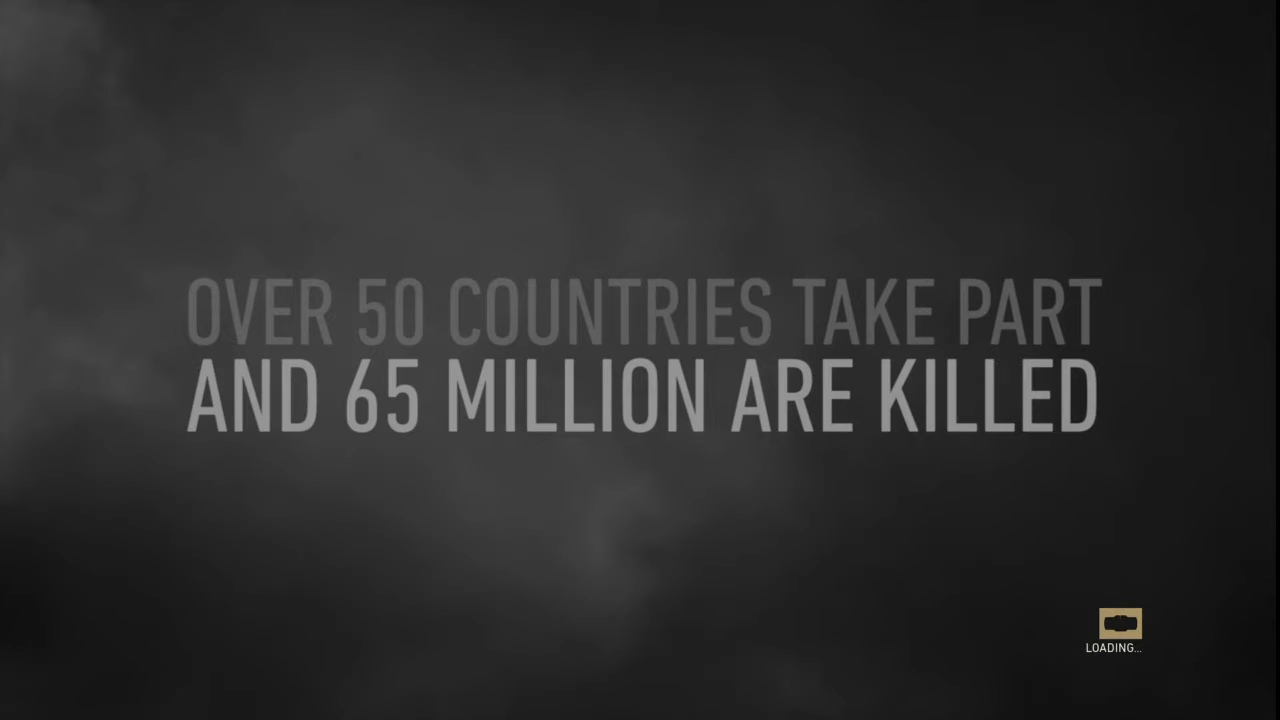 OVER 50 COUNTRIES TAKE PART
AND 65 MILLION ARE KILLED
LOADING...